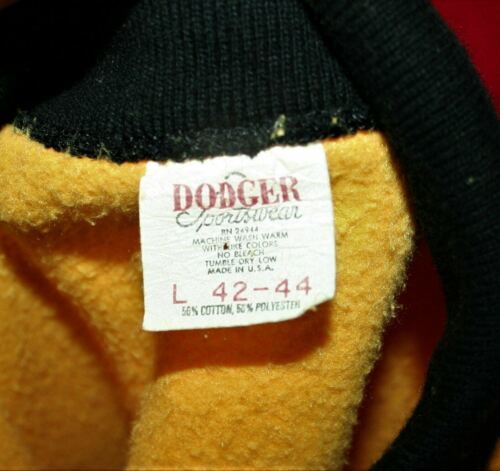 DODGER
Sportswear
RN 24944
MACHINE WASH WARM
WITH LIKE COLORS
NO BLEACH
TUMBLE DRY LOW
MADE IN U.S.A.
L 42-44
50% COTTON, 50% POLYESTER